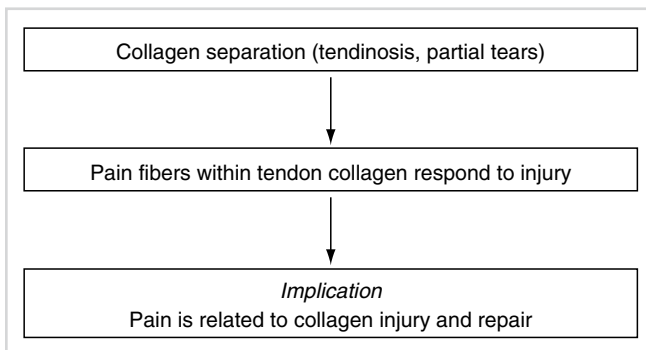 Collagen separation (tendinosis, partial tears)
Pain fibers within tendon collagen respond to injury
Implication
Pain is related to collagen injury and repair